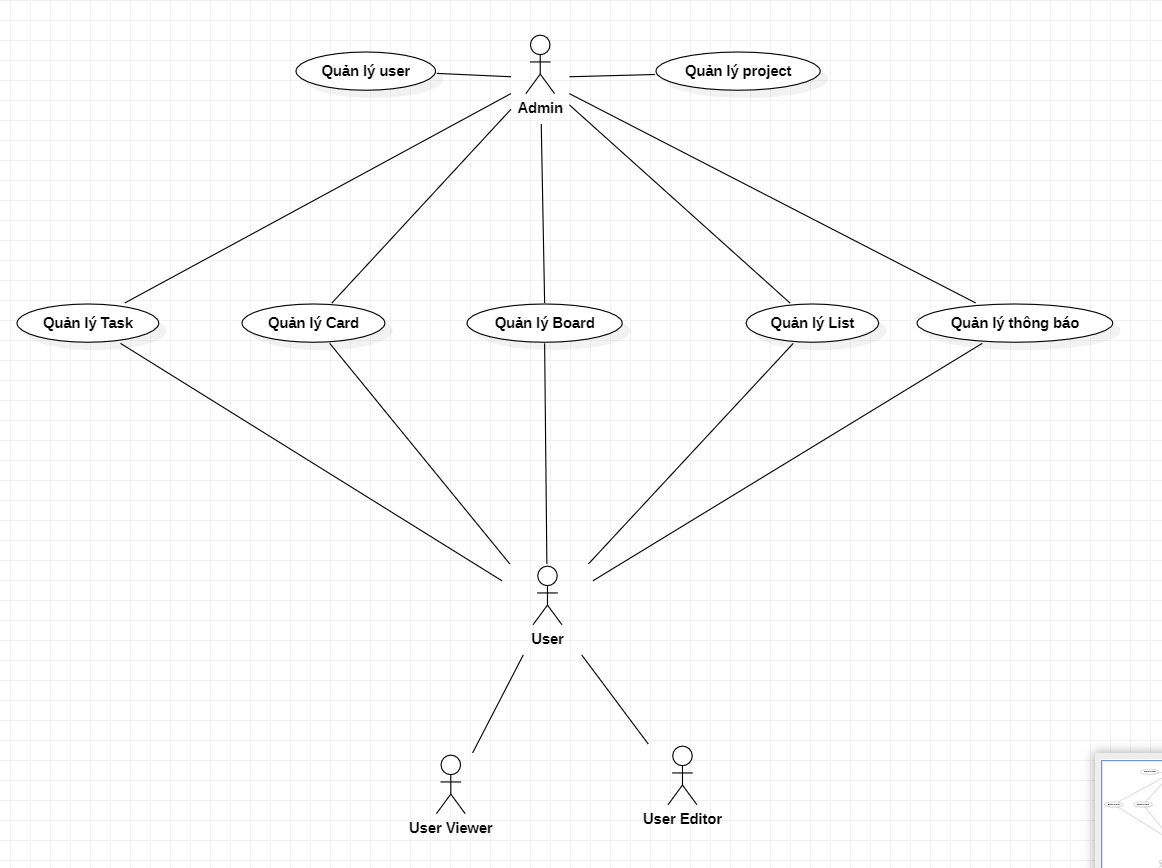 Quản lý user
Quản lý project
Admin
Quản lý Task
Quản lý Card
Quản lý Board
Quản lý List
Quản lý thông báo
User
User Viewer
User Editor